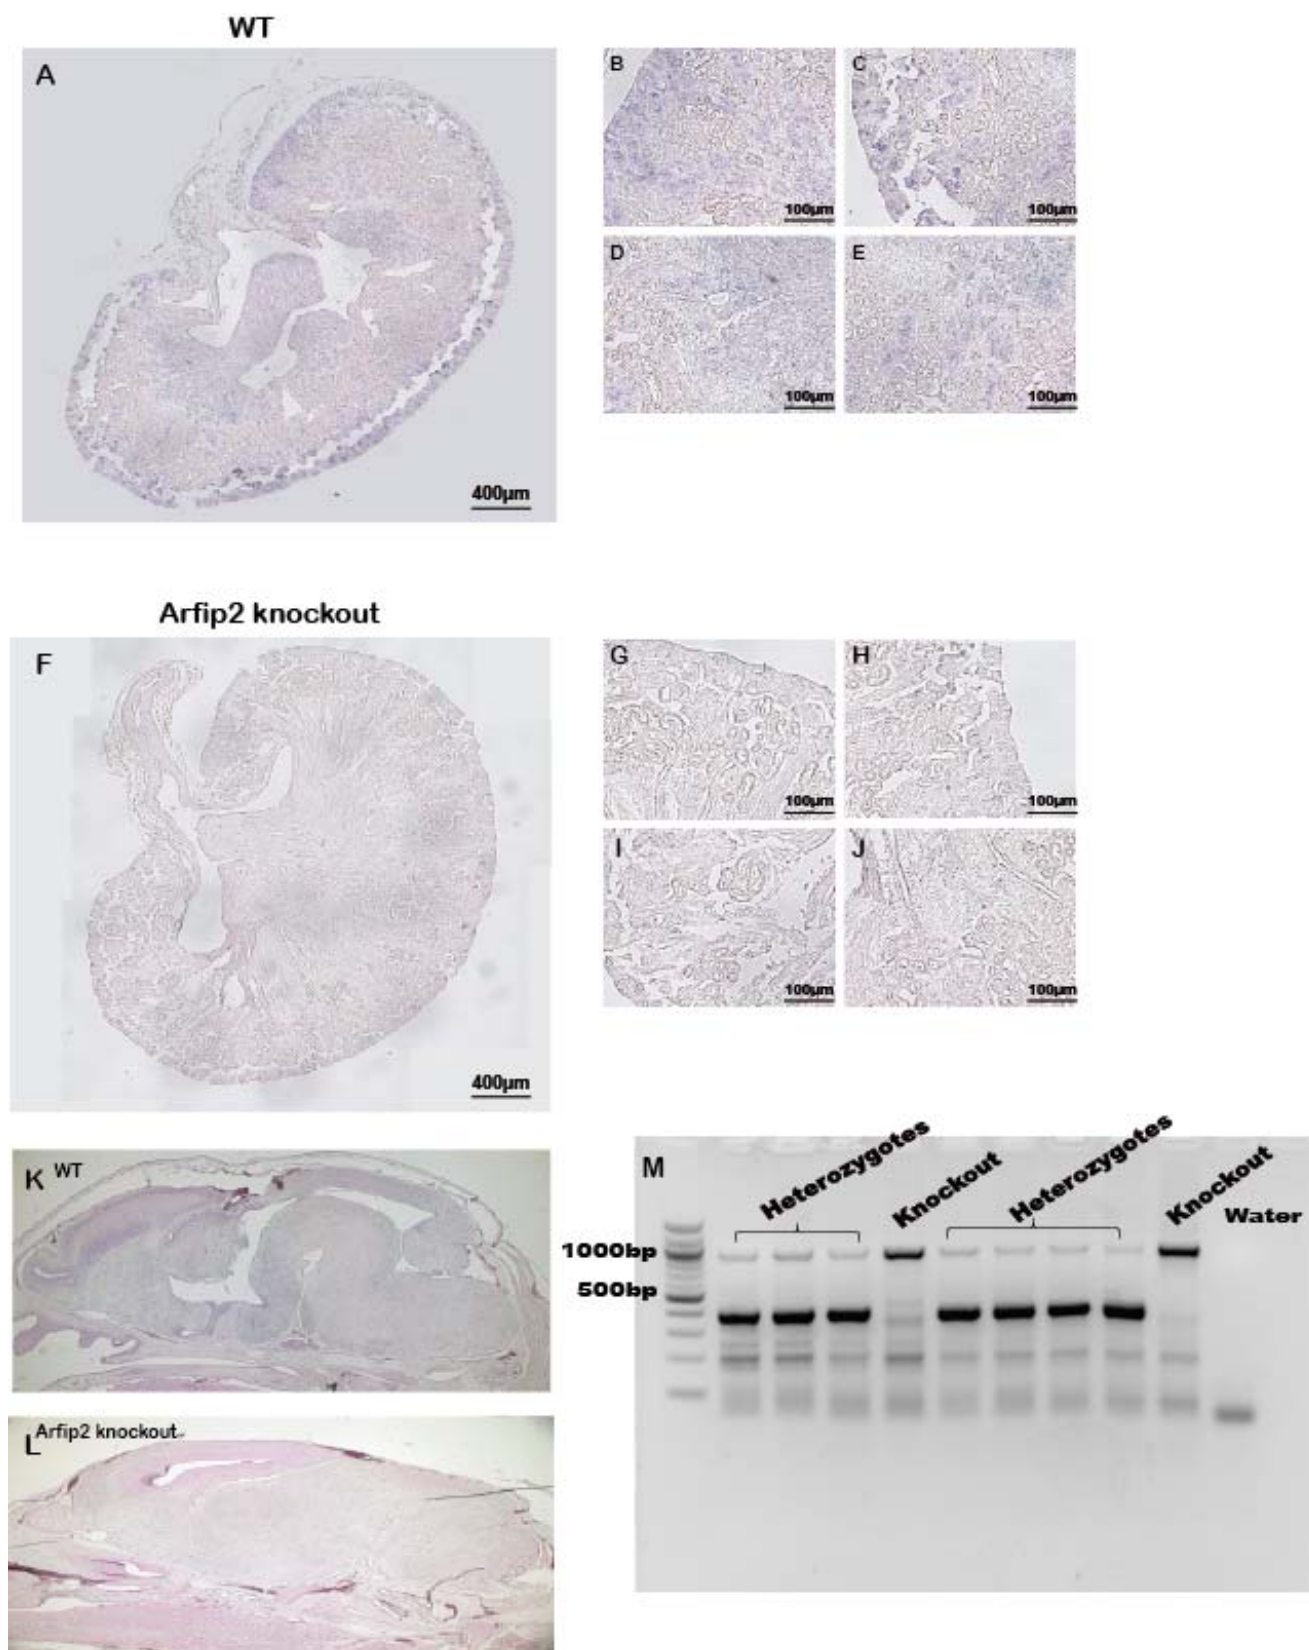 WT
A
B
C
100µm
100µm
D
E
100µm
100µm
400µm
Arfip2 knockout
F
G
H
100µm
100µm
I
J
100µm
100µm
400µm
K WT
L Arfip2 knockout
M
Heterozygotes
Knockout
Heterozygotes
Knockout
Water
1000bp
500bp